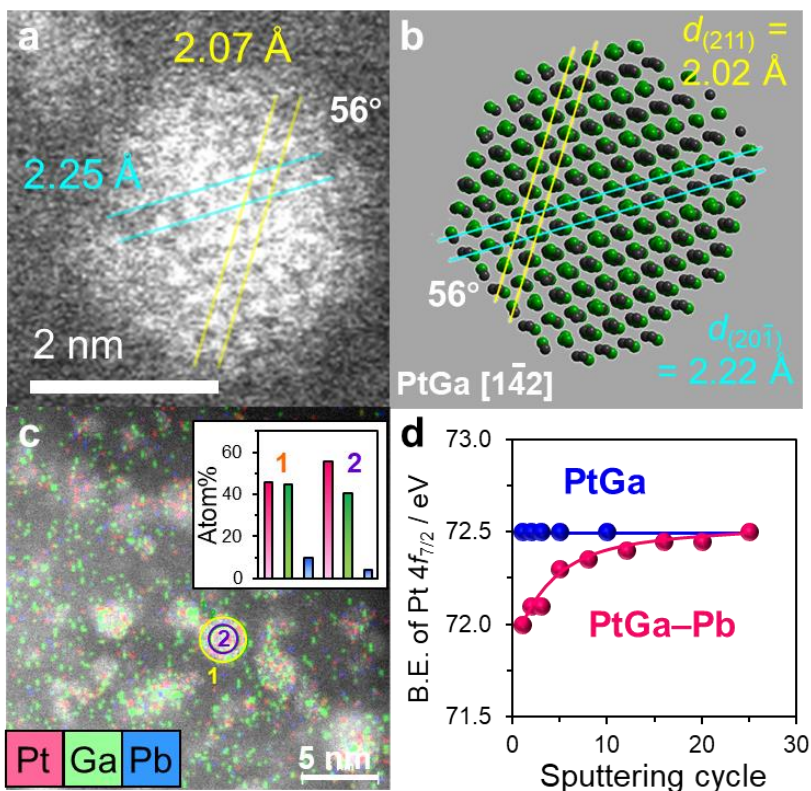 a
2.07 Å
56°
2.25 Å
2 nm
b
d(211) =
2.02 Å
56°
d(201̄)
= 2.22 Å
PtGa [14̄2]
c
Atom%
60
40
20
0
1
2
2
1
Pt Ga Pb
5 nm
d
B.E. of Pt 4f7/2 / eV
73.0
72.5
72.0
71.5
PtGa
PtGa–Pb
0
10
20
30
Sputtering cycle